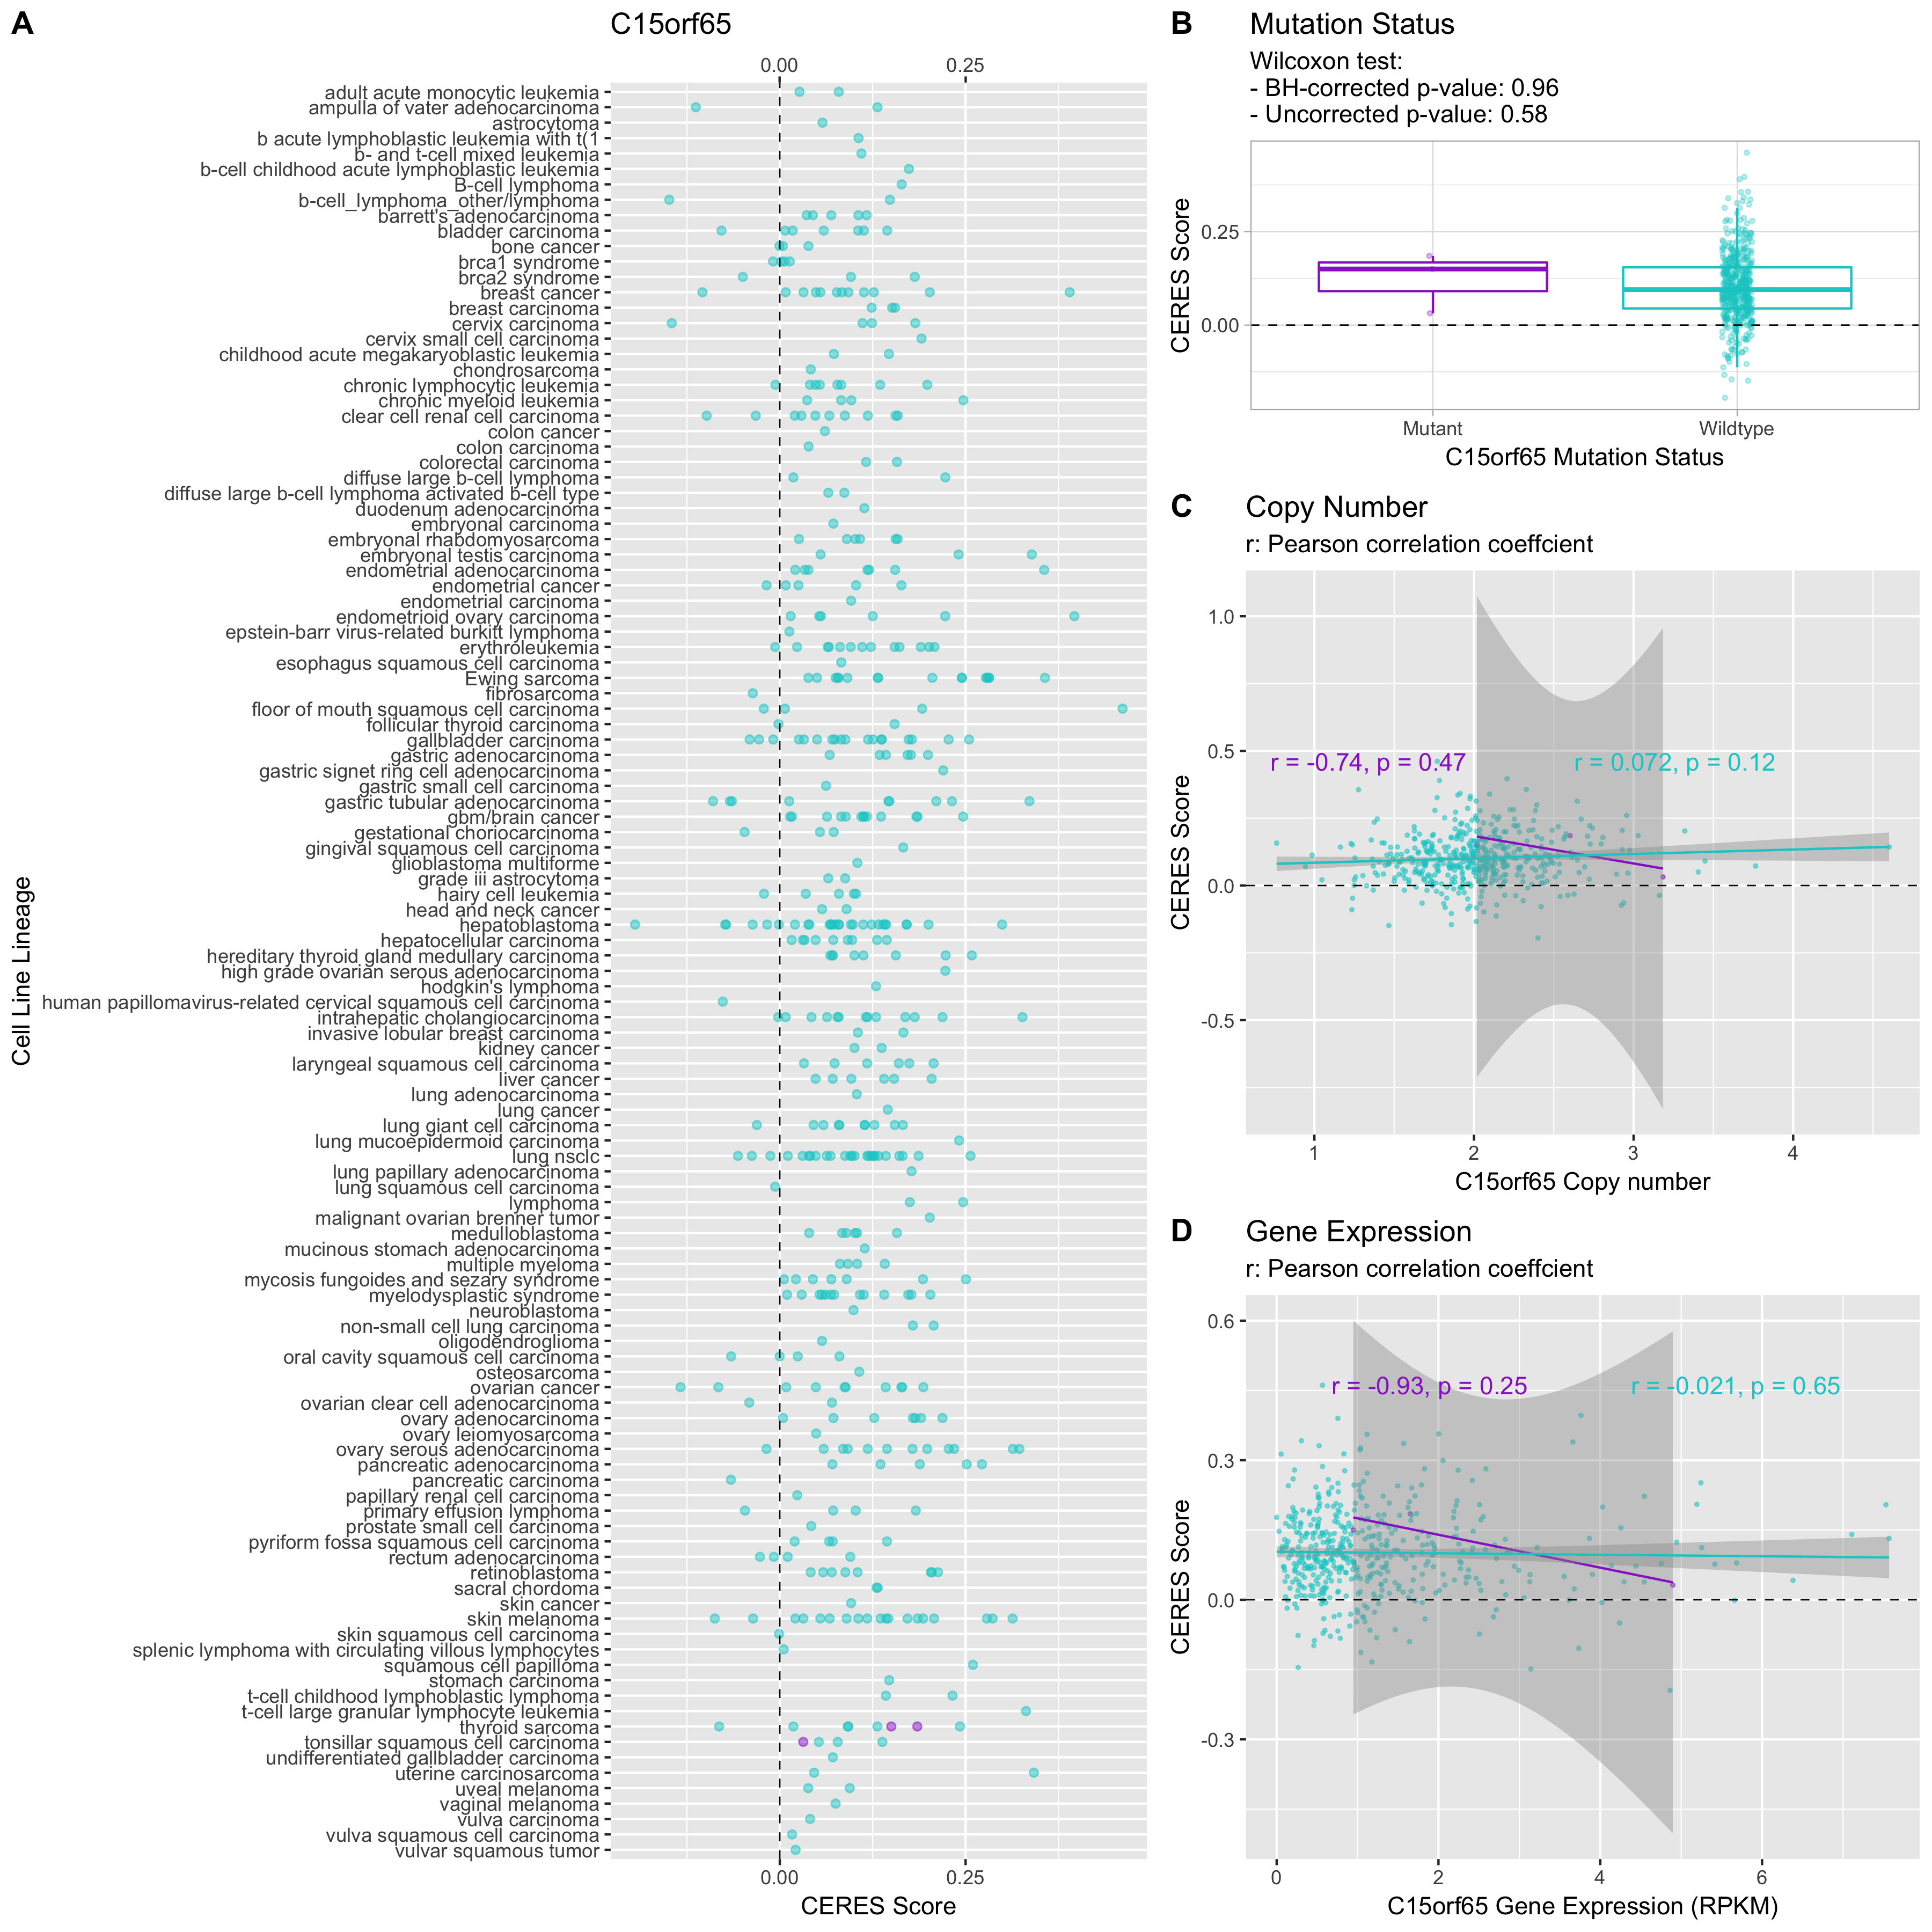 A
C15orf65
0.00 0.25
Cell Line Lineage
adult acute monocytic leukemia
ampulla of vater adenocarcinoma
astrocytoma
b acute lymphoblastic leukemia with t(1
b- and t-cell mixed leukemia
b-cell childhood acute lymphoblastic leukemia
B-cell lymphoma
b-cell_lymphoma_other/lymphoma
barrett's adenocarcinoma
bladder carcinoma
bone cancer
brca1 syndrome
brca2 syndrome
breast cancer
breast carcinoma
cervix carcinoma
cervix small cell carcinoma
childhood acute megakaryoblastic leukemia
chondrosarcoma
chronic lymphocytic leukemia
chronic myeloid leukemia
clear cell renal cell carcinoma
colon cancer
colon carcinoma
colorectal carcinoma
diffuse large b-cell lymphoma
diffuse large b-cell lymphoma activated b-cell type
duodenum adenocarcinoma
embryonal carcinoma
embryonal rhabdomyosarcoma
embryonal testis carcinoma
endometrial adenocarcinoma
endometrial cancer
endometrial carcinoma
endometrioid ovary carcinoma
epstein-barr virus-related burkitt lymphoma
erythroleukemia
esophagus squamous cell carcinoma
Ewing sarcoma
fibrosarcoma
floor of mouth squamous cell carcinoma
follicular thyroid carcinoma
gallbladder carcinoma
gastric adenocarcinoma
gastric signet ring cell adenocarcinoma
gastric small cell carcinoma
gastric tubular adenocarcinoma
gbm/brain cancer
gestational choriocarcinoma
gingival squamous cell carcinoma
glioblastoma multiforme
grade iii astrocytoma
hairy cell leukemia
head and neck cancer
hepatoblastoma
hepatocellular carcinoma
hereditary thyroid gland medullary carcinoma
high grade ovarian serous adenocarcinoma
hodgkin's lymphoma
human papillomavirus-related cervical squamous cell carcinoma
intrahepatic cholangiocarcinoma
invasive lobular breast carcinoma
kidney cancer
laryngeal squamous cell carcinoma
liver cancer
lung adenocarcinoma
lung cancer
lung giant cell carcinoma
lung mucoepidermoid carcinoma
lung nsclc
lung papillary adenocarcinoma
lung squamous cell carcinoma
lymphoma
malignant ovarian brenner tumor
medulloblastoma
mucinous stomach adenocarcinoma
multiple myeloma
mycosis fungoides and sezary syndrome
myelodysplastic syndrome
neuroblastoma
non-small cell lung carcinoma
oligodendroglioma
oral cavity squamous cell carcinoma
osteosarcoma
ovarian cancer
ovarian clear cell adenocarcinoma
ovary adenocarcinoma
ovary leiomyosarcoma
ovary serous adenocarcinoma
pancreatic adenocarcinoma
pancreatic carcinoma
papillary renal cell carcinoma
primary effusion lymphoma
prostate small cell carcinoma
pyriform fossa squamous cell carcinoma
rectum adenocarcinoma
retinoblastoma
sacral chordoma
skin cancer
skin melanoma
skin squamous cell carcinoma
splenic lymphoma with circulating villous lymphocytes
squamous cell papilloma
stomach carcinoma
t-cell childhood lymphoblastic lymphoma
t-cell large granular lymphocyte leukemia
thyroid sarcoma
tonsillar squamous cell carcinoma
undifferentiated gallbladder carcinoma
uterine carcinosarcoma
uveal melanoma
vaginal melanoma
vulva carcinoma
vulva squamous cell carcinoma
vulvar squamous tumor
0.00 0.25
CERES Score
B
Mutation Status
Wilcoxon test:
- BH-corrected p-value: 0.96
- Uncorrected p-value: 0.58
CERES Score
0.25
0.00
Mutant Wildtype
C15orf65 Mutation Status
C
Copy Number
r: Pearson correlation coeffcient
CERES Score
1.0
0.5
0.0
-0.5
r = -0.74, p = 0.47
r = 0.072, p = 0.12
1 2 3 4
C15orf65 Copy number
D
Gene Expression
r: Pearson correlation coeffcient
CERES Score
0.6
0.3
0.0
-0.3
r = -0.93, p = 0.25
r = -0.021, p = 0.65
0 2 4 6
C15orf65 Gene Expression (RPKM)